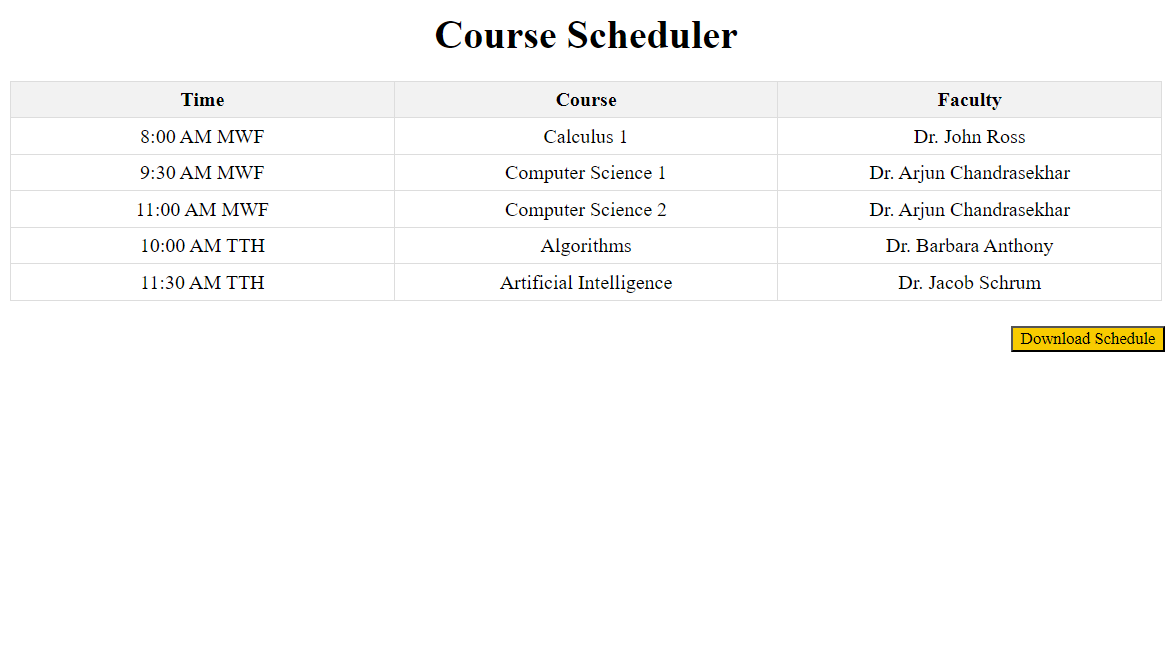 Course Scheduler
Time Course Faculty
8:00 AM MWF Calculus 1 Dr. John Ross
9:30 AM MWF Computer Science 1 Dr. Arjun Chandrasekhar
11:00 AM MWF Computer Science 2 Dr. Arjun Chandrasekhar
10:00 AM TTH Algorithms Dr. Barbara Anthony
11:30 AM TTH Artificial Intelligence Dr. Jacob Schrum
Download Schedule